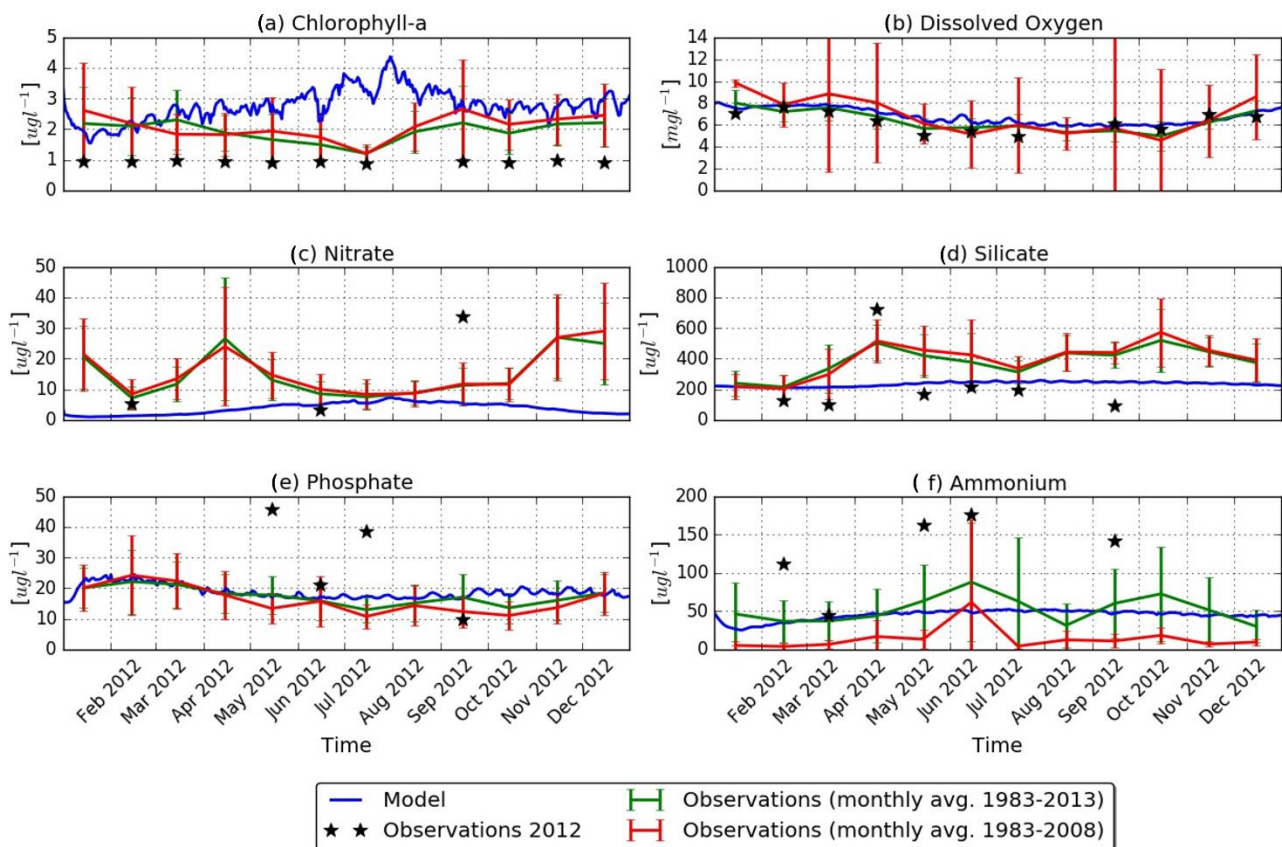 (a) Chlorophyll-a
(b) Dissolved Oxygen
5
4
3
2
1
0
[ugl⁻¹]
14
12
10
8
6
4
2
0
[mgl⁻¹]
(c) Nitrate
(d) Silicate
50
40
30
20
10
0
[ugl⁻¹]
1000
800
600
400
200
0
[ugl⁻¹]
(e) Phosphate
( f) Ammonium
50
40
30
20
10
0
[ugl⁻¹]
200
150
100
50
0
[ugl⁻¹]
Feb 2012
Mar 2012
Apr 2012
May 2012
Jun 2012
Jul 2012
Aug 2012
Sep 2012
Oct 2012
Nov 2012
Dec 2012
Time
Feb 2012
Mar 2012
Apr 2012
May 2012
Jun 2012
Jul 2012
Aug 2012
Sep 2012
Oct 2012
Nov 2012
Dec 2012
Time
Model
Observations 2012
Observations (monthly avg. 1983-2013)
Observations (monthly avg. 1983-2008)